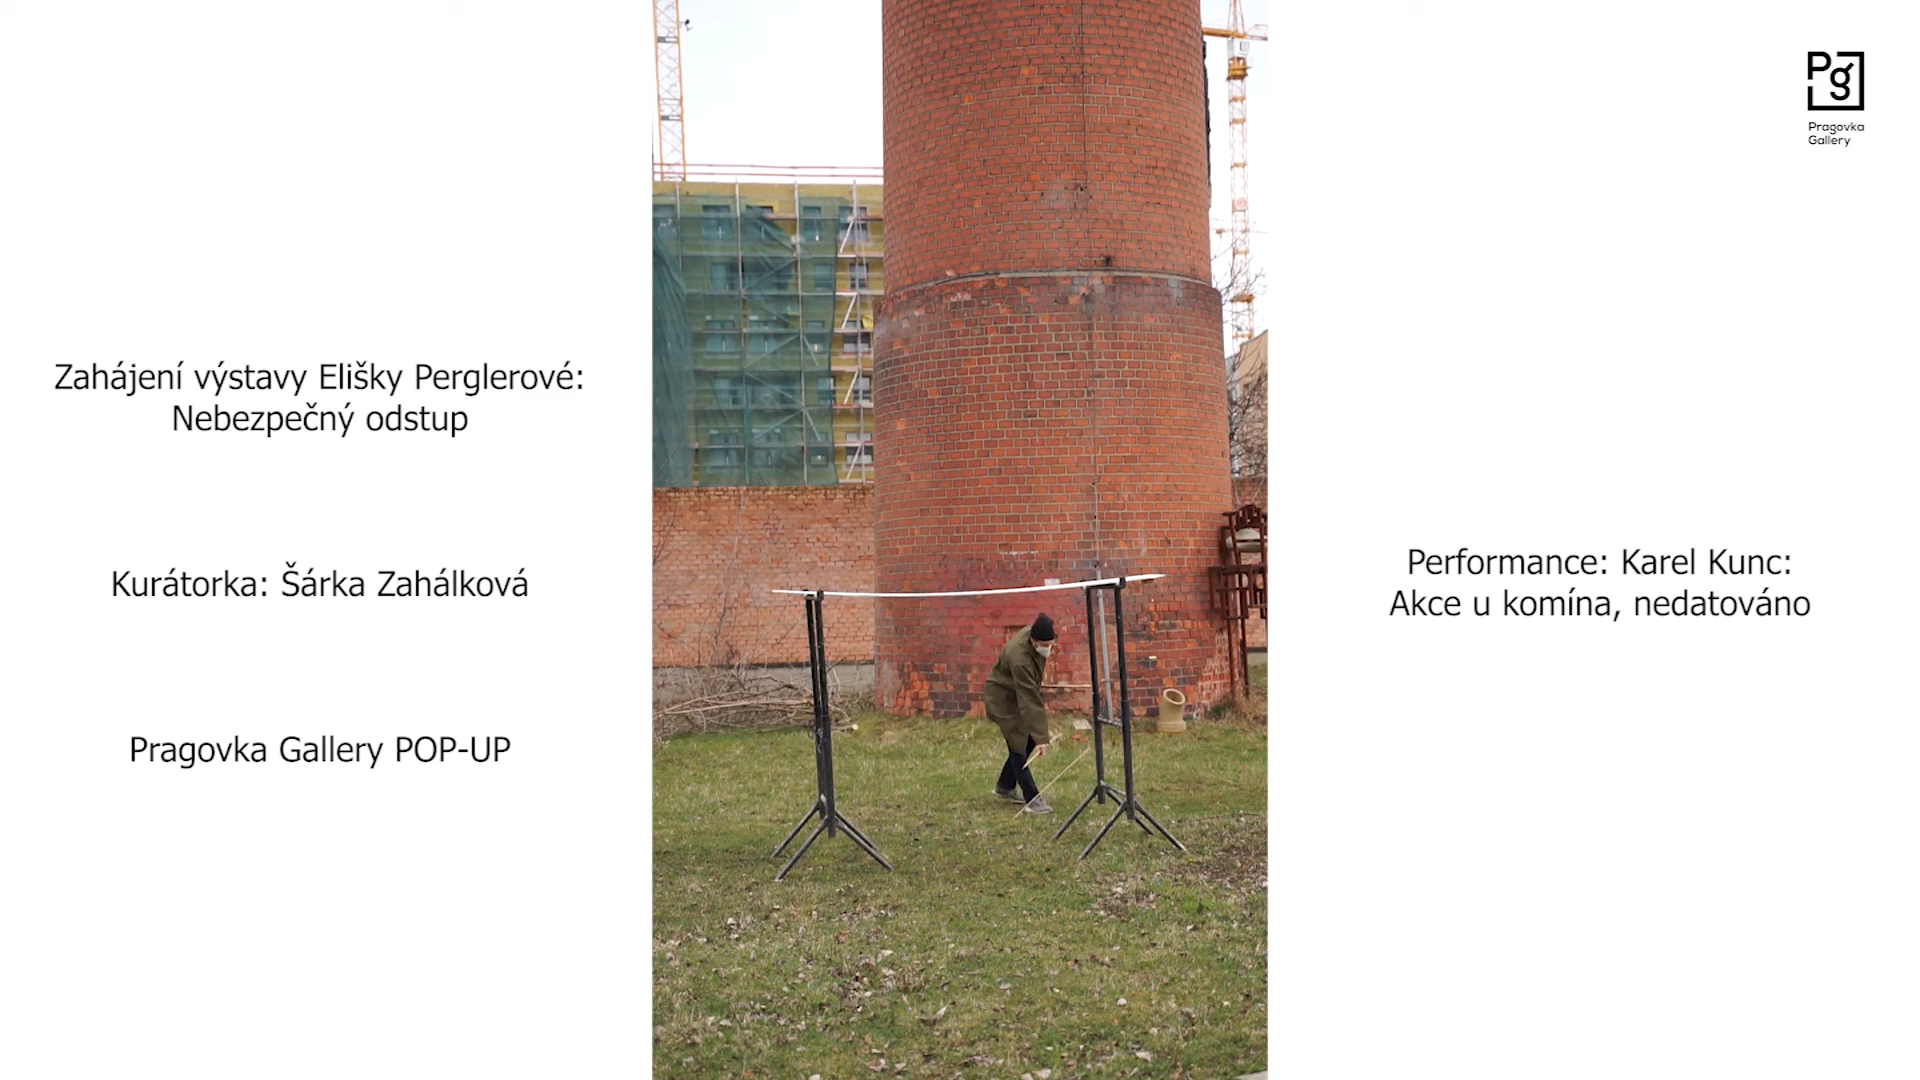 Zahájení výstavy Elišky Perglerové:
Nebezpečný odstup
Kurátorka: Šárka Zahálková
Pragovka Gallery POP-UP
Performance: Karel Kunc:
Akce u komína, nedatováno
Pg
Pragovka
Gallery